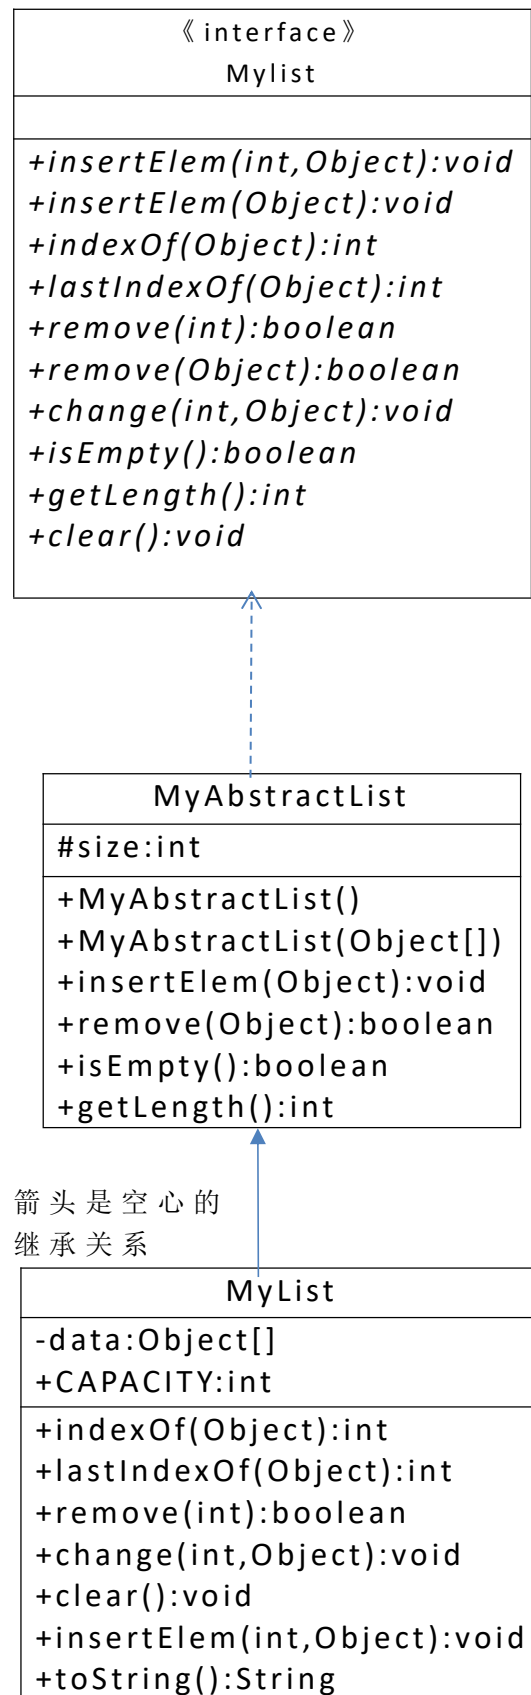 《interface》
Mylist
+insertElem(int,Object):void
+insertElem(Object):void
+indexOf(Object):int
+lastIndexOf(Object):int
+remove(int):boolean
+remove(Object):boolean
+change(int,Object):void
+isEmpty():boolean
+getLength():int
+clear():void
MyAbstractList
#size:int
+MyAbstractList()
+MyAbstractList(Object[])
+insertElem(Object):void
+remove(Object):boolean
+isEmpty():boolean
+getLength():int
箭头是空心的
继承关系
MyList
-data:Object[]
+CAPACITY:int
+indexOf(Object):int
+lastIndexOf(Object):int
+remove(int):boolean
+change(int,Object):void
+clear():void
+insertElem(int,Object):void
+toString():String